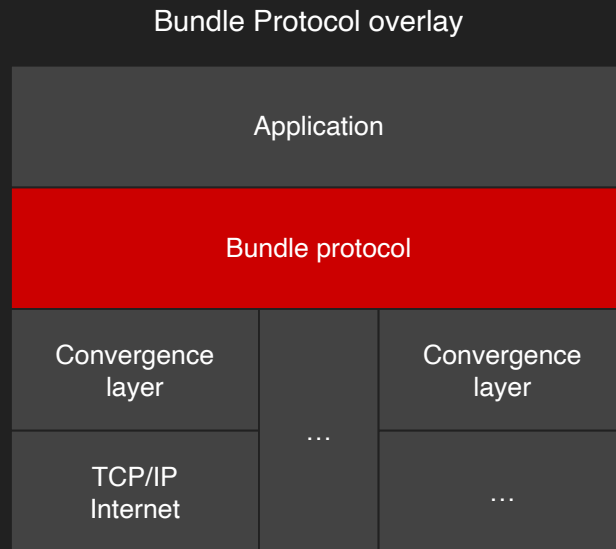 Bundle Protocol overlay
Application
Bundle protocol
Convergence
layer
...
Convergence
layer
TCP/IP
Internet
...